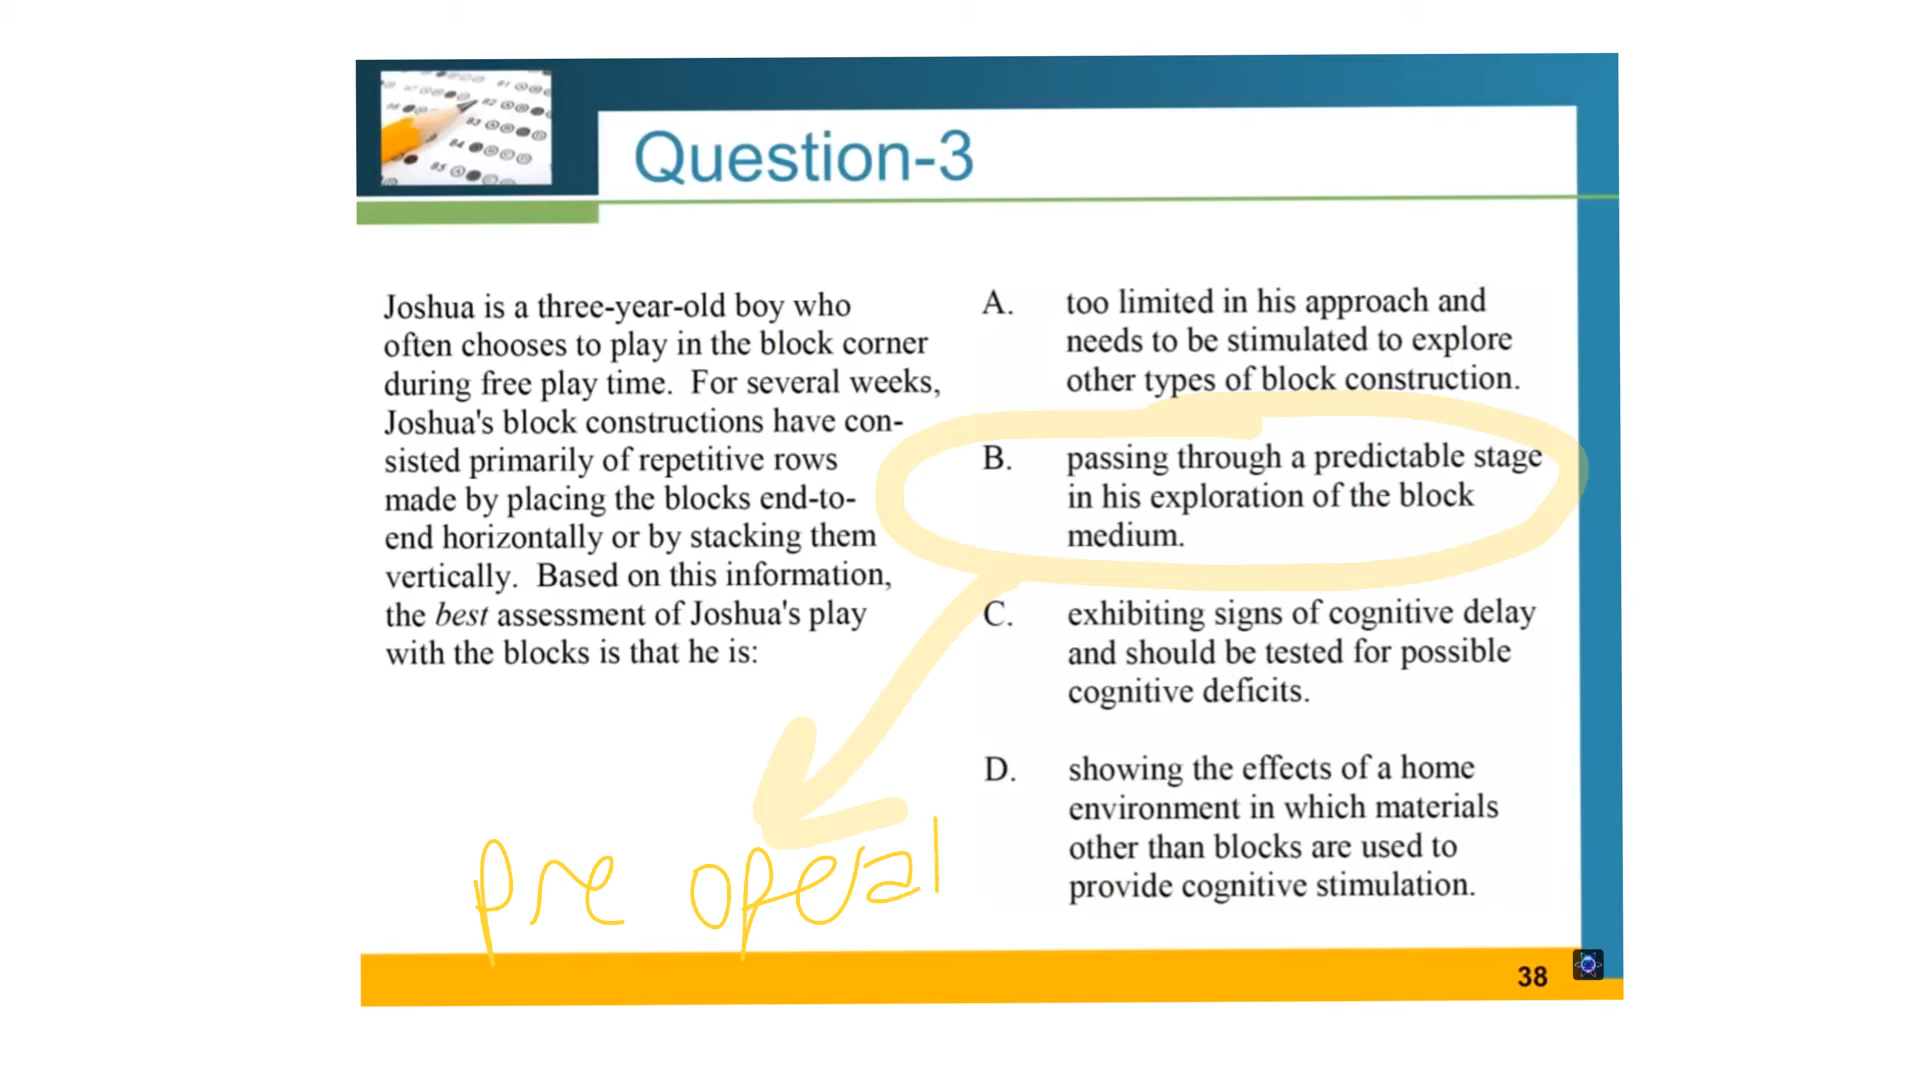 Question-3
Joshua is a three-year-old boy who
often chooses to play in the block corner
during free play time. For several weeks,
Joshua's block constructions have con-
sisted primarily of repetitive rows
made by placing the blocks end-to-
end horizontally or by stacking them
vertically. Based on this information,
the best assessment of Joshua's play
with the blocks is that he is:
A. too limited in his approach and
needs to be stimulated to explore
other types of block construction.
B. passing through a predictable stage
in his exploration of the block
medium.
C. exhibiting signs of cognitive delay
and should be tested for possible
cognitive deficits.
D. showing the effects of a home
environment in which materials
other than blocks are used to
provide cognitive stimulation.
pre operal
38